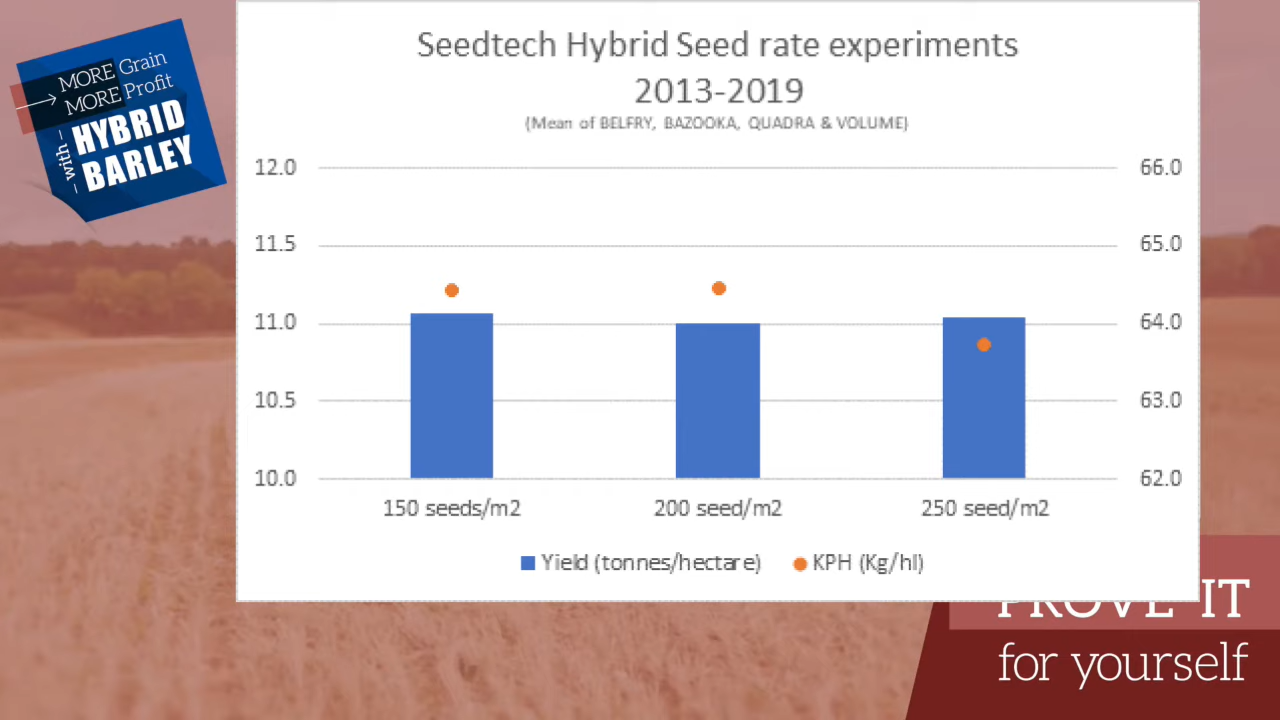 MORE Grain
MORE Profit
– with –
HYBRID
BARLEY
Seedtech Hybrid Seed rate experiments
2013-2019
(Mean of BELFRY, BAZOOKA, QUADRA & VOLUME)
12.0
11.5
11.0
10.5
10.0
66.0
65.0
64.0
63.0
62.0
150 seeds/m2
200 seed/m2
250 seed/m2
Yield (tonnes/hectare)
KPH (Kg/hl)
PROVE IT
for yourself